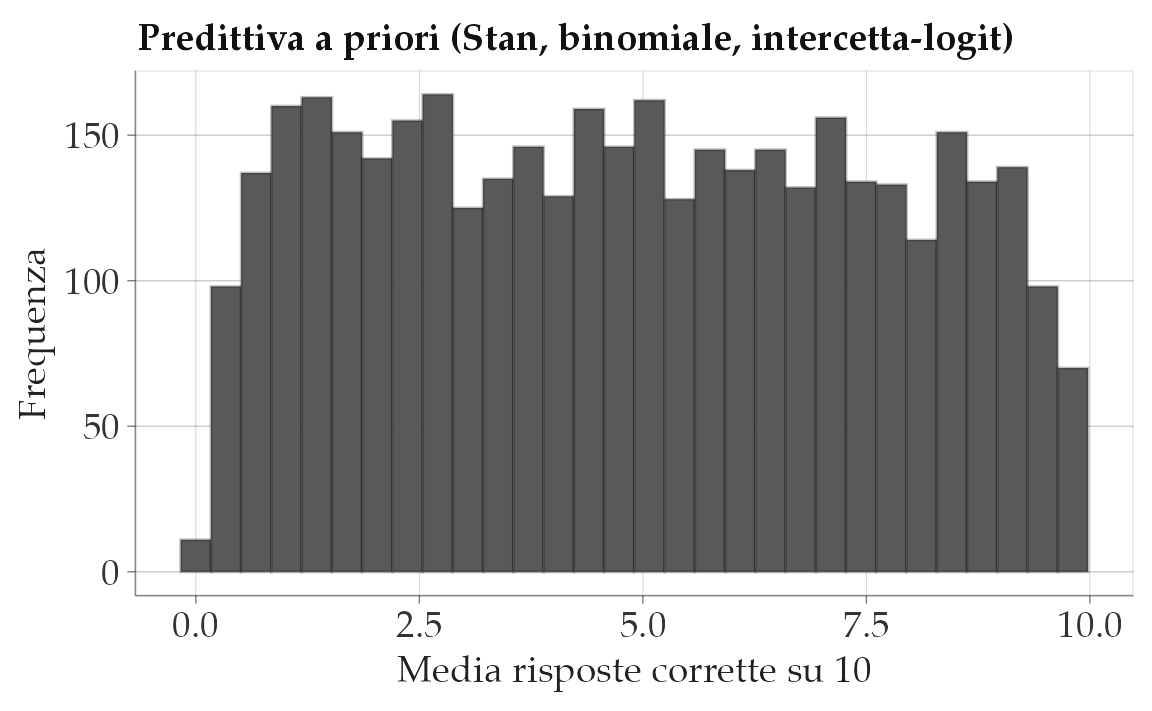 Predittiva a priori (Stan, binomiale, intercetta-logit)
Frequenza
150
100
50
0
0.0 2.5 5.0 7.5 10.0
Media risposte corrette su 10